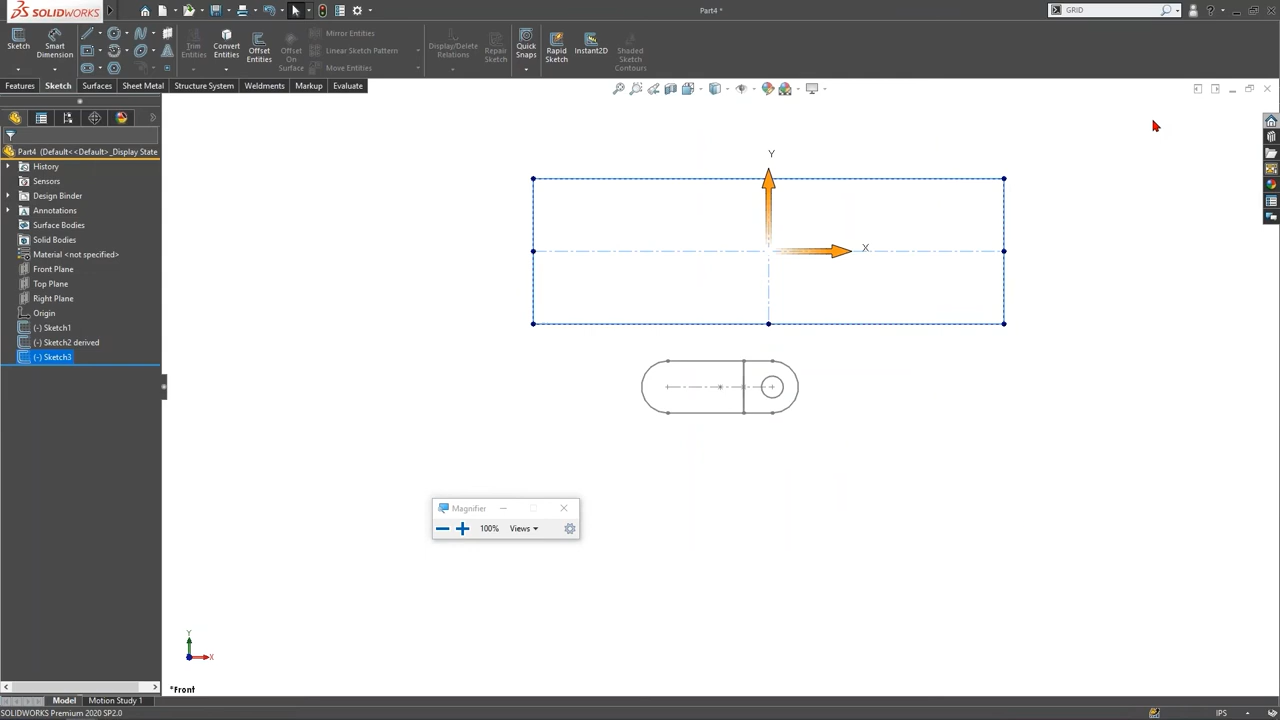 SOLIDWORKS
Part4 *
GRID
Sketch
Smart Dimension
Trim Entities
Convert Entities
Offset Entities
Offset On Surface
Mirror Entities
Linear Sketch Pattern
Move Entities
Display/Delete Relations
Repair Sketch
Quick Snaps
Rapid Sketch
Instant2D
Shaded Sketch Contours
Features
Sketch
Surfaces
Sheet Metal
Structure System
Weldments
Markup
Evaluate
Part4 (Default<<Default>_Display State
History
Sensors
Design Binder
Annotations
Surface Bodies
Solid Bodies
Material <not specified>
Front Plane
Top Plane
Right Plane
Origin
(-) Sketch1
(-) Sketch2 derived
(-) Sketch3
Y
X
Magnifier
100%
Views
Y
X
*Front
Model
Motion Study 1
SOLIDWORKS Premium 2020 SP2.0
IPS